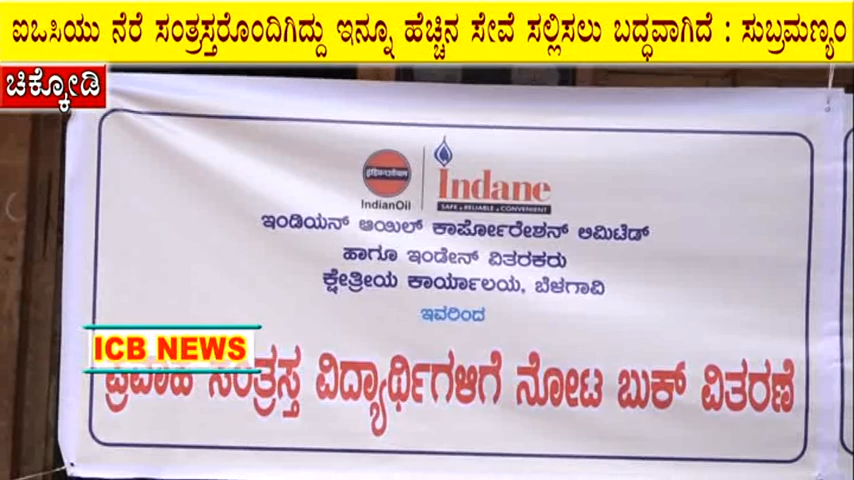 ಐಒಸಿಯು ನೆರೆ ಸಂತ್ರಸ್ತರೊಂದಿಗಿದ್ದು ಇನ್ನೂ ಹೆಚ್ಚಿನ ಸೇವೆ ಸಲ್ಲಿಸಲು ಬದ್ಧವಾಗಿದೆ : ಸುಬ್ರಮಣ್ಯಂ
ಚಿಕ್ಕೋಡಿ
इंडियनऑयल
IndianOil
Indane
SAFE • RELIABLE • CONVENIENT
ಇಂಡಿಯನ್ ಆಯಿಲ್ ಕಾರ್ಪೋರೇಶನ್ ಲಿಮಿಟೆಡ್
ಹಾಗೂ ಇಂಡೇನ್ ವಿತರಕರು
ಕ್ಷೇತ್ರೀಯ ಕಾರ್ಯಾಲಯ, ಬೆಳಗಾವಿ
ಇವರಿಂದ
ICB NEWS
ಪ್ರವಾಹ ಸಂತ್ರಸ್ತ ವಿದ್ಯಾರ್ಥಿಗಳಿಗೆ ನೋಟ ಬುಕ್ ವಿತರಣೆ